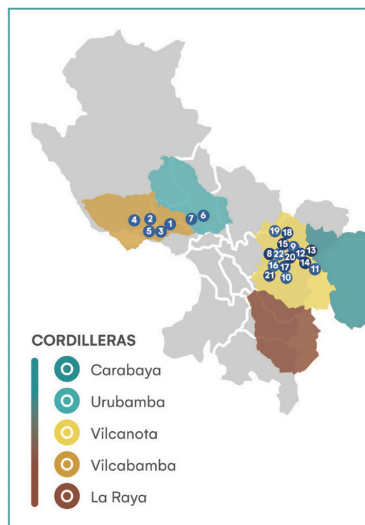 4 2 1 7 6
5 3
19 18
15 9 13
8 22 20 12
16 17 14 11
21 10
CORDILLERAS
Carabaya
Urubamba
Vilcanota
Vilcabamba
La Raya